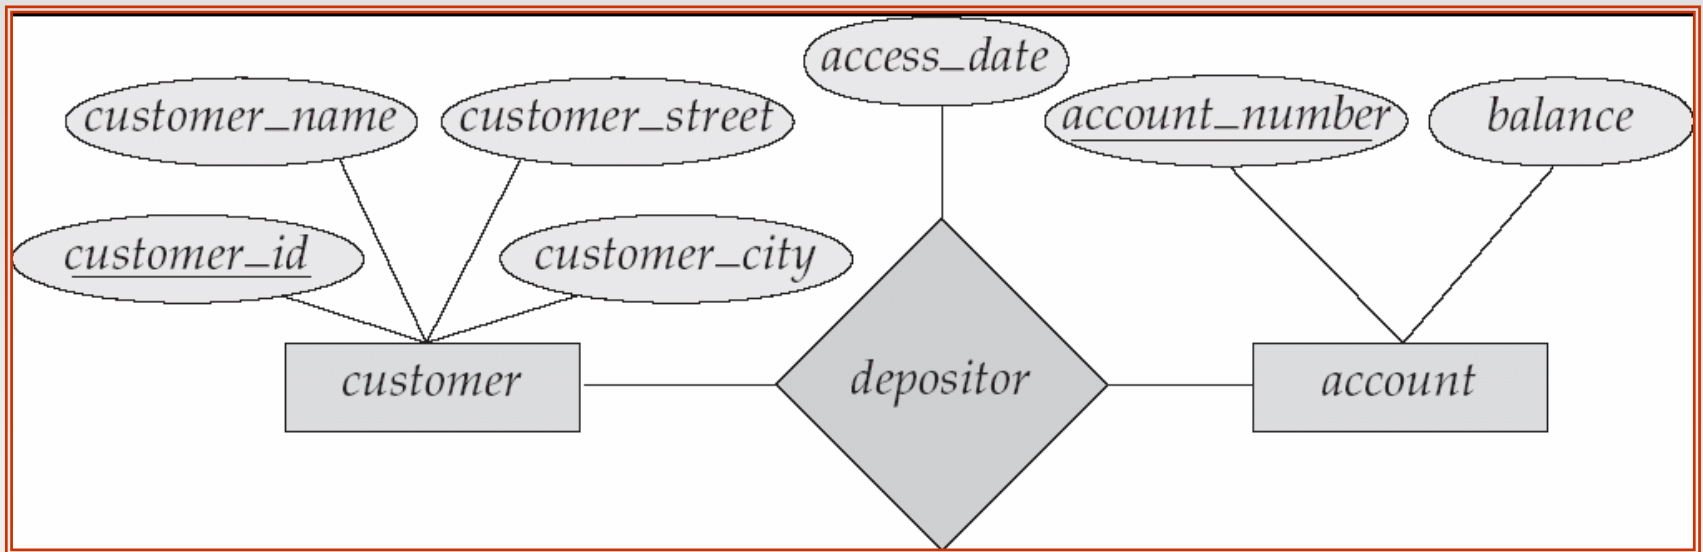 access_date
customer_name
customer_street
account_number
balance
customer_id
customer_city
customer
depositor
account